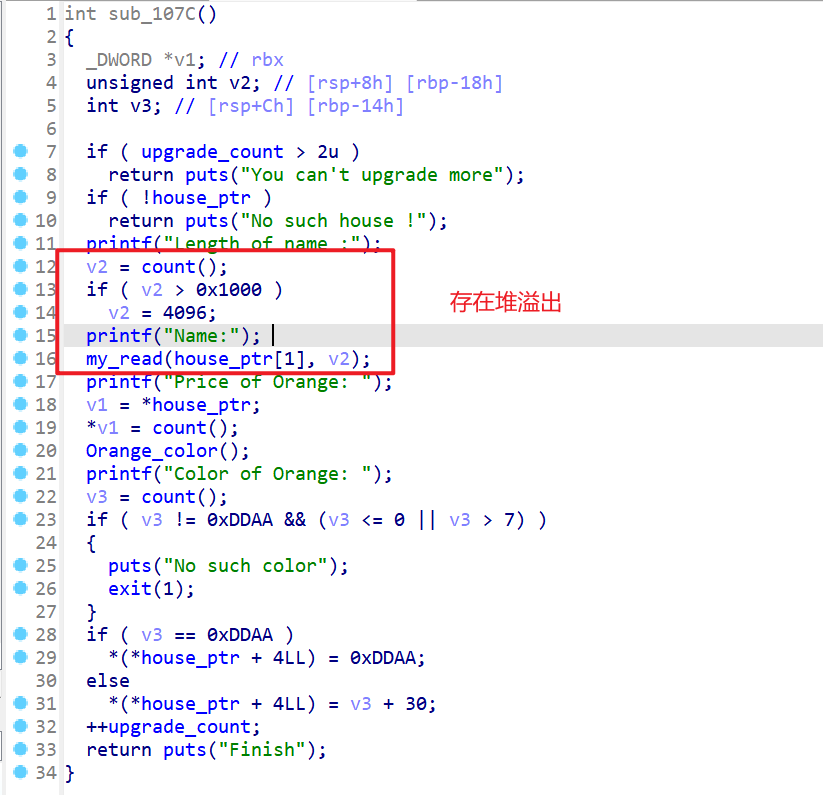 1 int sub_107C()
2 {
3   _DWORD *v1; // rbx
4   unsigned int v2; // [rsp+8h] [rbp-18h]
5   int v3; // [rsp+Ch] [rbp-14h]
6
7   if ( upgrade_count > 2u )
8     return puts("You can't upgrade more");
9   if ( !house_ptr )
10     return puts("No such house !");
11   printf("Length of name :");
12   v2 = count();
13   if ( v2 > 0x1000 )
存在堆溢出
14     v2 = 4096;
15   printf("Name:");
16   my_read(house_ptr[1], v2);
17   printf("Price of Orange: ");
18   v1 = *house_ptr;
19   *v1 = count();
20   Orange_color();
21   printf("Color of Orange: ");
22   v3 = count();
23   if ( v3 != 0xDDAA && (v3 <= 0 || v3 > 7) )
24   {
25     puts("No such color");
26     exit(1);
27   }
28   if ( v3 == 0xDDAA )
29     *(*house_ptr + 4LL) = 0xDDAA;
30   else
31     *(*house_ptr + 4LL) = v3 + 30;
32   ++upgrade_count;
33   return puts("Finish");
34 }